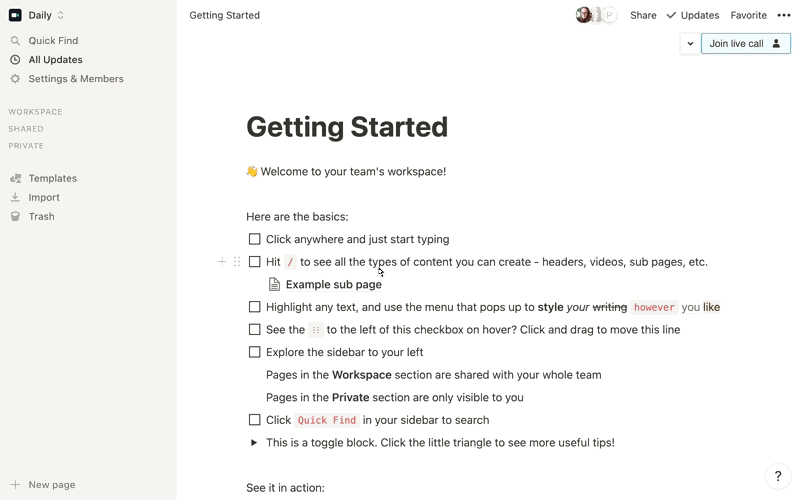 Daily
Quick Find
All Updates
Settings & Members
WORKSPACE
SHARED
PRIVATE
Templates
Import
Trash
New page
Getting Started
P
Share
Updates
Favorite
Join live call
Getting Started
👋 Welcome to your team's workspace!
Here are the basics:
Click anywhere and just start typing
Hit / to see all the types of content you can create - headers, videos, sub pages, etc.
Example sub page
Highlight any text, and use the menu that pops up to style your writing however you like
See the ⠿ to the left of this checkbox on hover? Click and drag to move this line
Explore the sidebar to your left
Pages in the Workspace section are shared with your whole team
Pages in the Private section are only visible to you
Click Quick Find in your sidebar to search
This is a toggle block. Click the little triangle to see more useful tips!
See it in action:
?